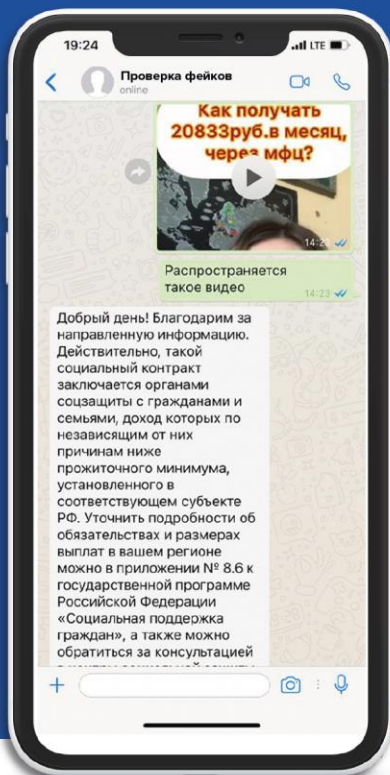 19:24
LTE
Проверка фейков
online
Как получать
20833руб.в месяц,
через мфц?
14:23
Распространяется
такое видео
14:23
Добрый день! Благодарим за
направленную информацию.
Действительно, такой
социальный контракт
заключается органами
соцзащиты с гражданами и
семьями, доход которых по
независящим от них
причинам ниже
прожиточного минимума,
установленного в
соответствующем субъекте
РФ. Уточнить подробности об
обязательствах и размерах
выплат в вашем регионе
можно в приложении № 8.6 к
государственной программе
Российской Федерации
«Социальная поддержка
граждан», а также можно
обратиться за консультацией